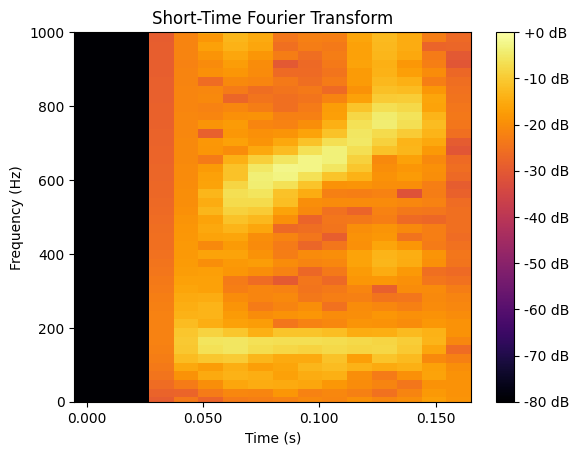 Short-Time Fourier Transform
1000
800
600
400
200
0
Frequency (Hz)
0.000
0.050
0.100
0.150
Time (s)
+0 dB
-10 dB
-20 dB
-30 dB
-40 dB
-50 dB
-60 dB
-70 dB
-80 dB